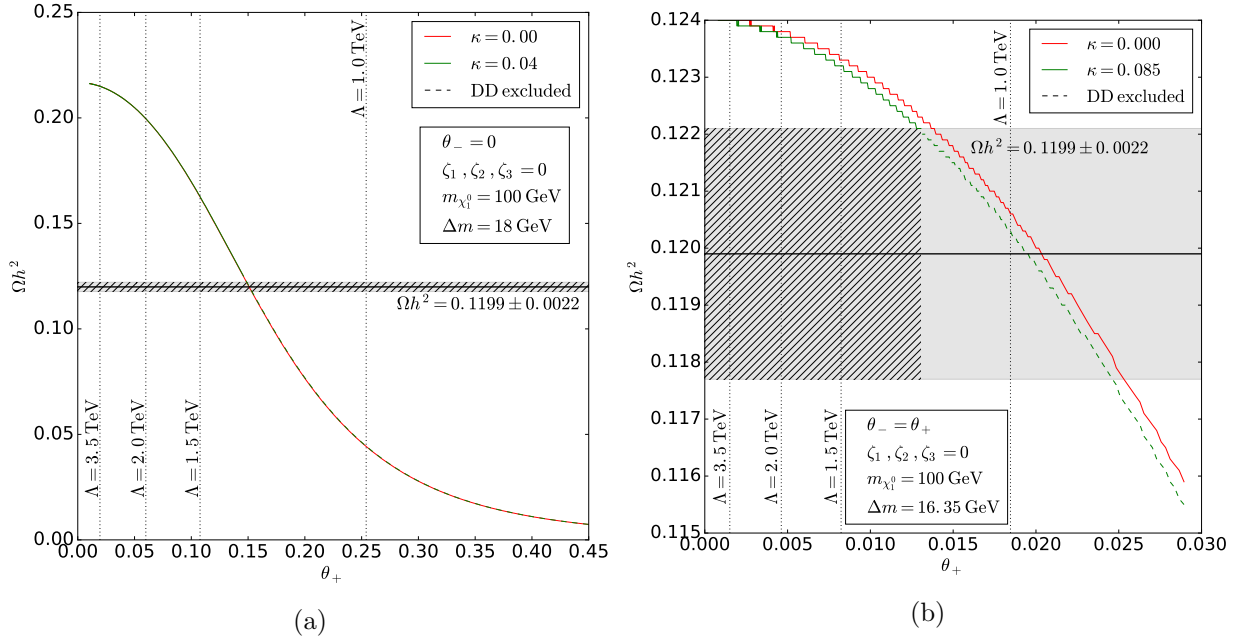 κ = 0.00
κ = 0.04
DD excluded
θ₋ = 0
ζ₁ , ζ₂ , ζ₃ = 0
m_χ₁⁰ = 100 GeV
Δm = 18 GeV
Λ = 1.0 TeV
Ωh² = 0.1199 ± 0.0022
Λ = 3.5 TeV
Λ = 2.0 TeV
Λ = 1.5 TeV
Ωh²
0.20
0.15
0.10
0.05
0.00
0.00 0.05 0.10 0.15 0.20 0.25 0.30 0.35 0.40 0.45
θ₊
(a)
0.124
0.123
0.122
0.121
0.120
0.119
0.118
0.117
0.116
0.115
Ωh²
κ = 0.000
κ = 0.085
DD excluded
Λ = 1.0 TeV
Ωh² = 0.1199 ± 0.0022
Λ = 3.5 TeV
Λ = 2.0 TeV
Λ = 1.5 TeV
θ₋ = θ₊
ζ₁ , ζ₂ , ζ₃ = 0
m_χ₁⁰ = 100 GeV
Δm = 16.35 GeV
0.000 0.005 0.010 0.015 0.020 0.025 0.030
θ₊
(b)